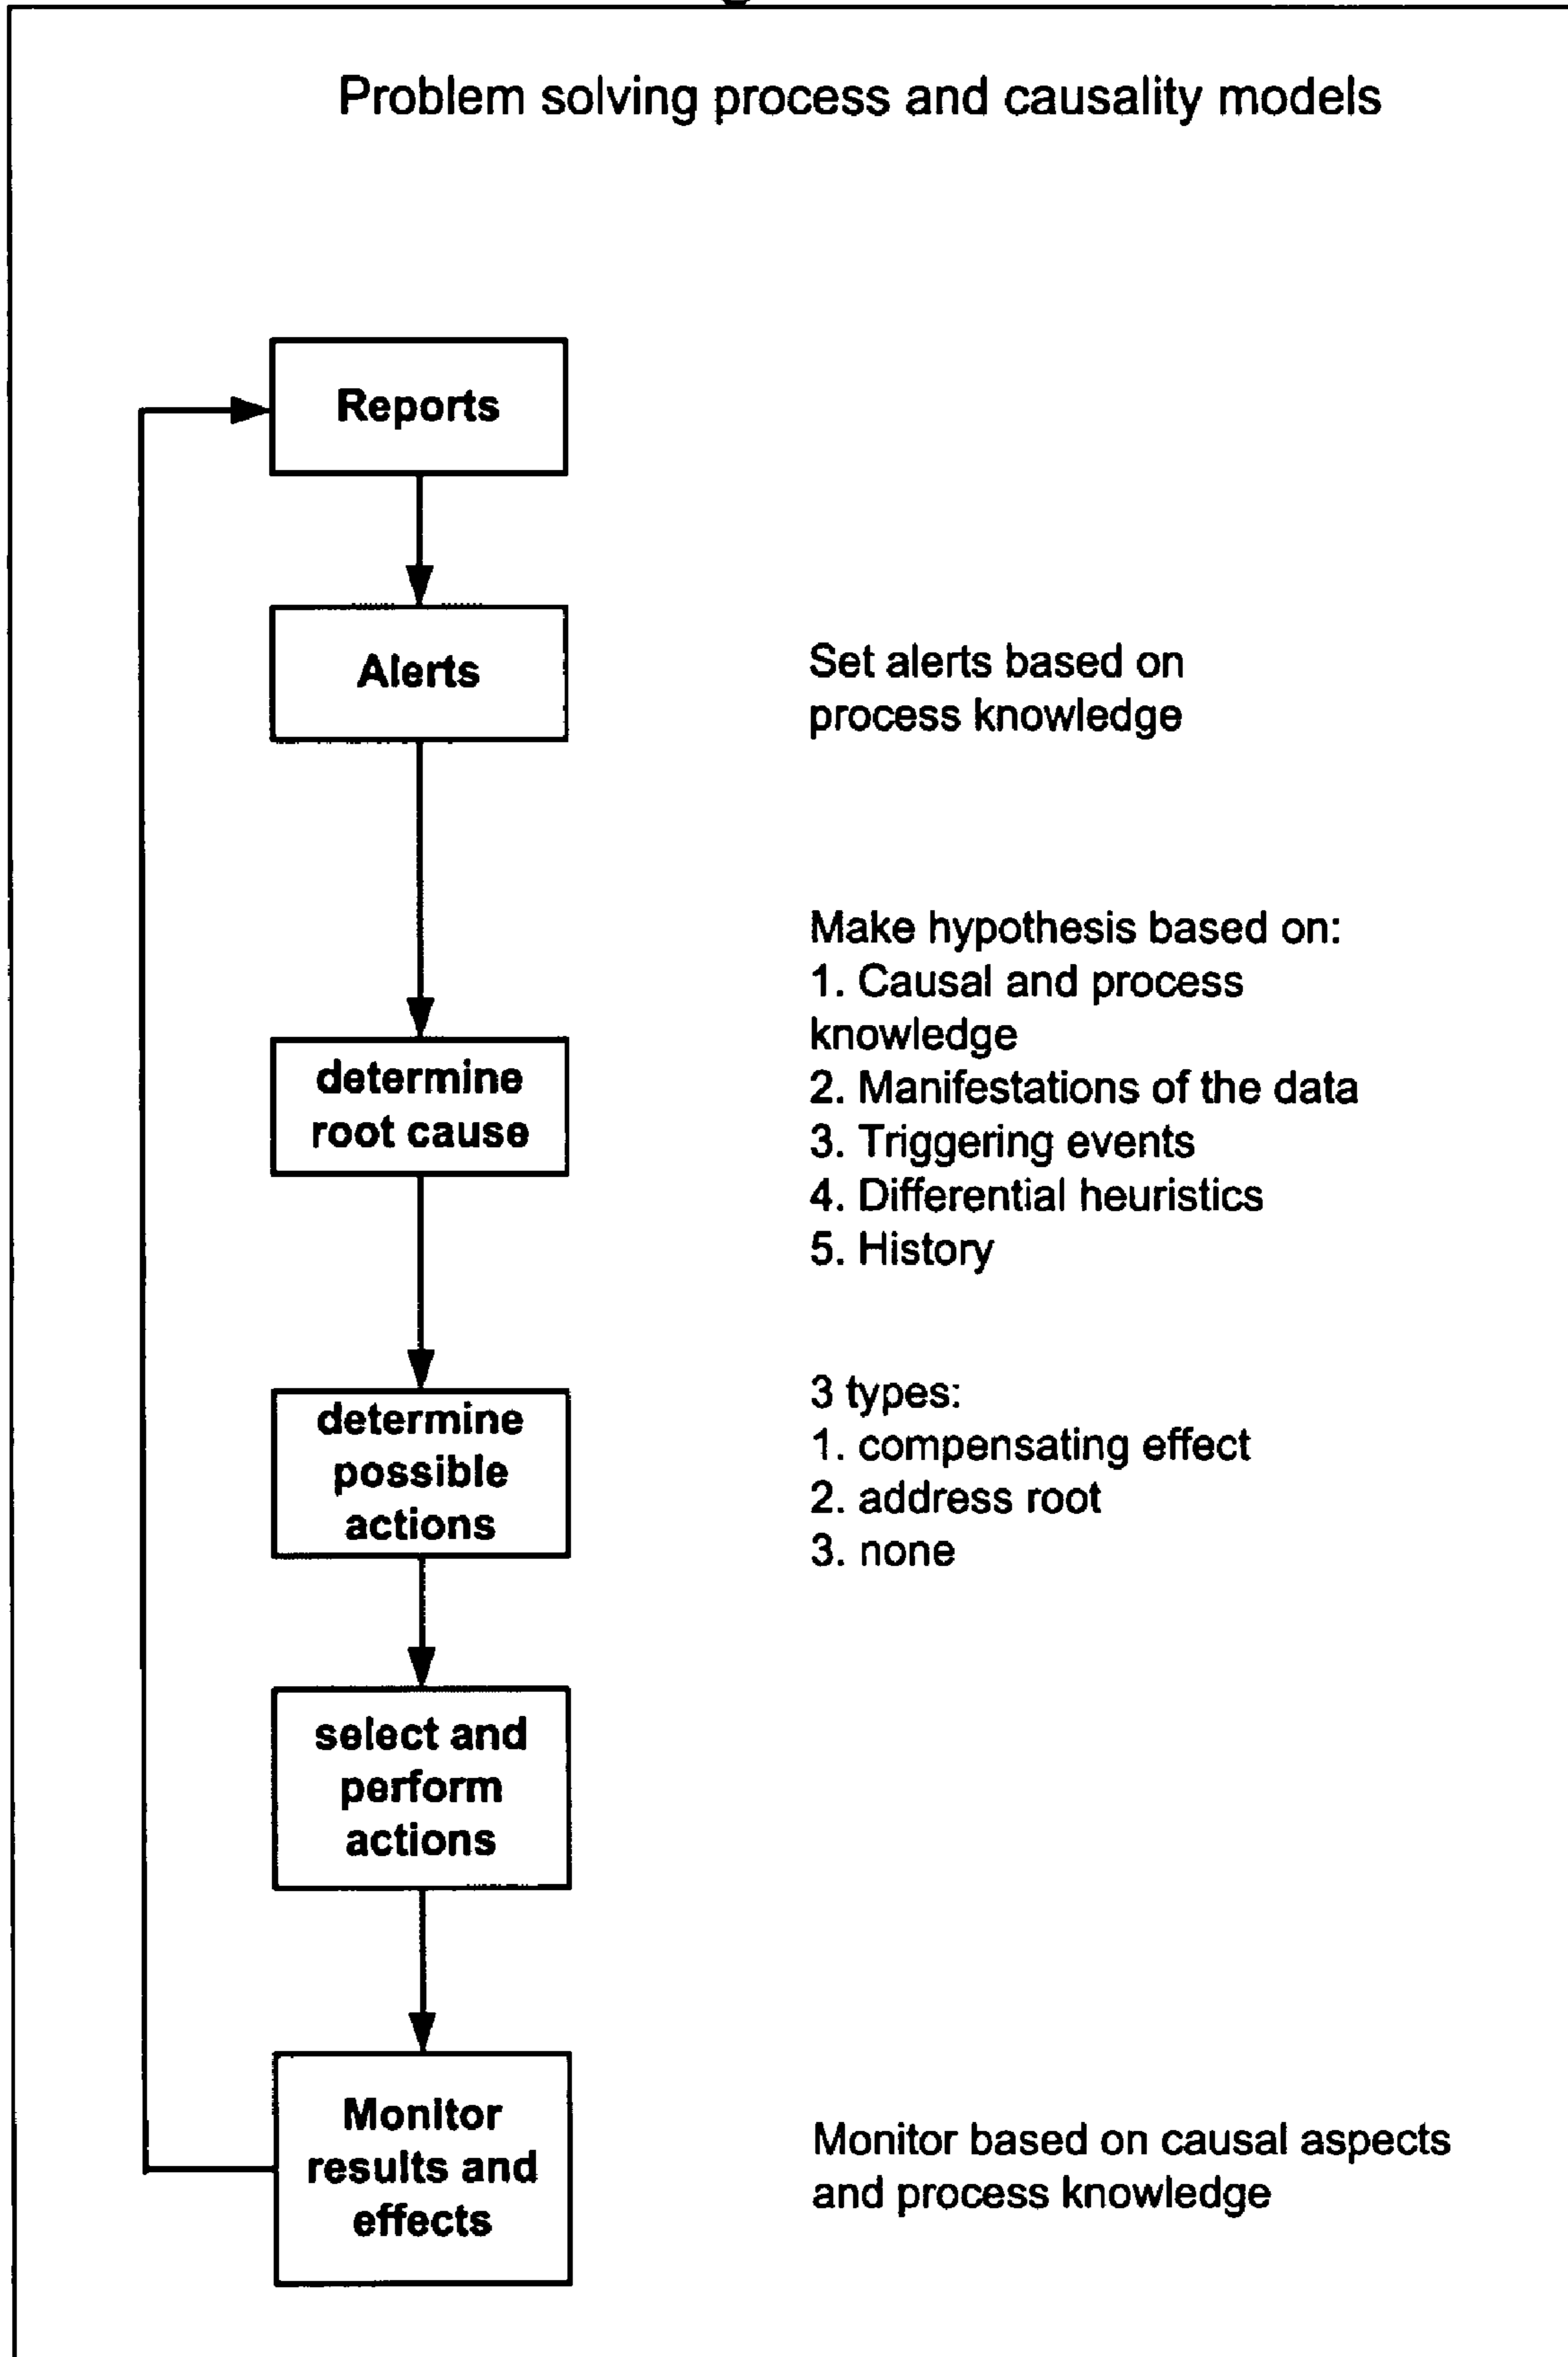 Problem solving process and causality models
Reports
Alerts
Set alerts based on
process knowledge
determine
root cause
Make hypothesis based on:
1. Causal and process
knowledge
2. Manifestations of the data
3. Triggering events
4. Differential heuristics
5. History
determine
possible
actions
3 types:
1. compensating effect
2. address root
3. none
select and
perform
actions
Monitor
results and
effects
Monitor based on causal aspects
and process knowledge